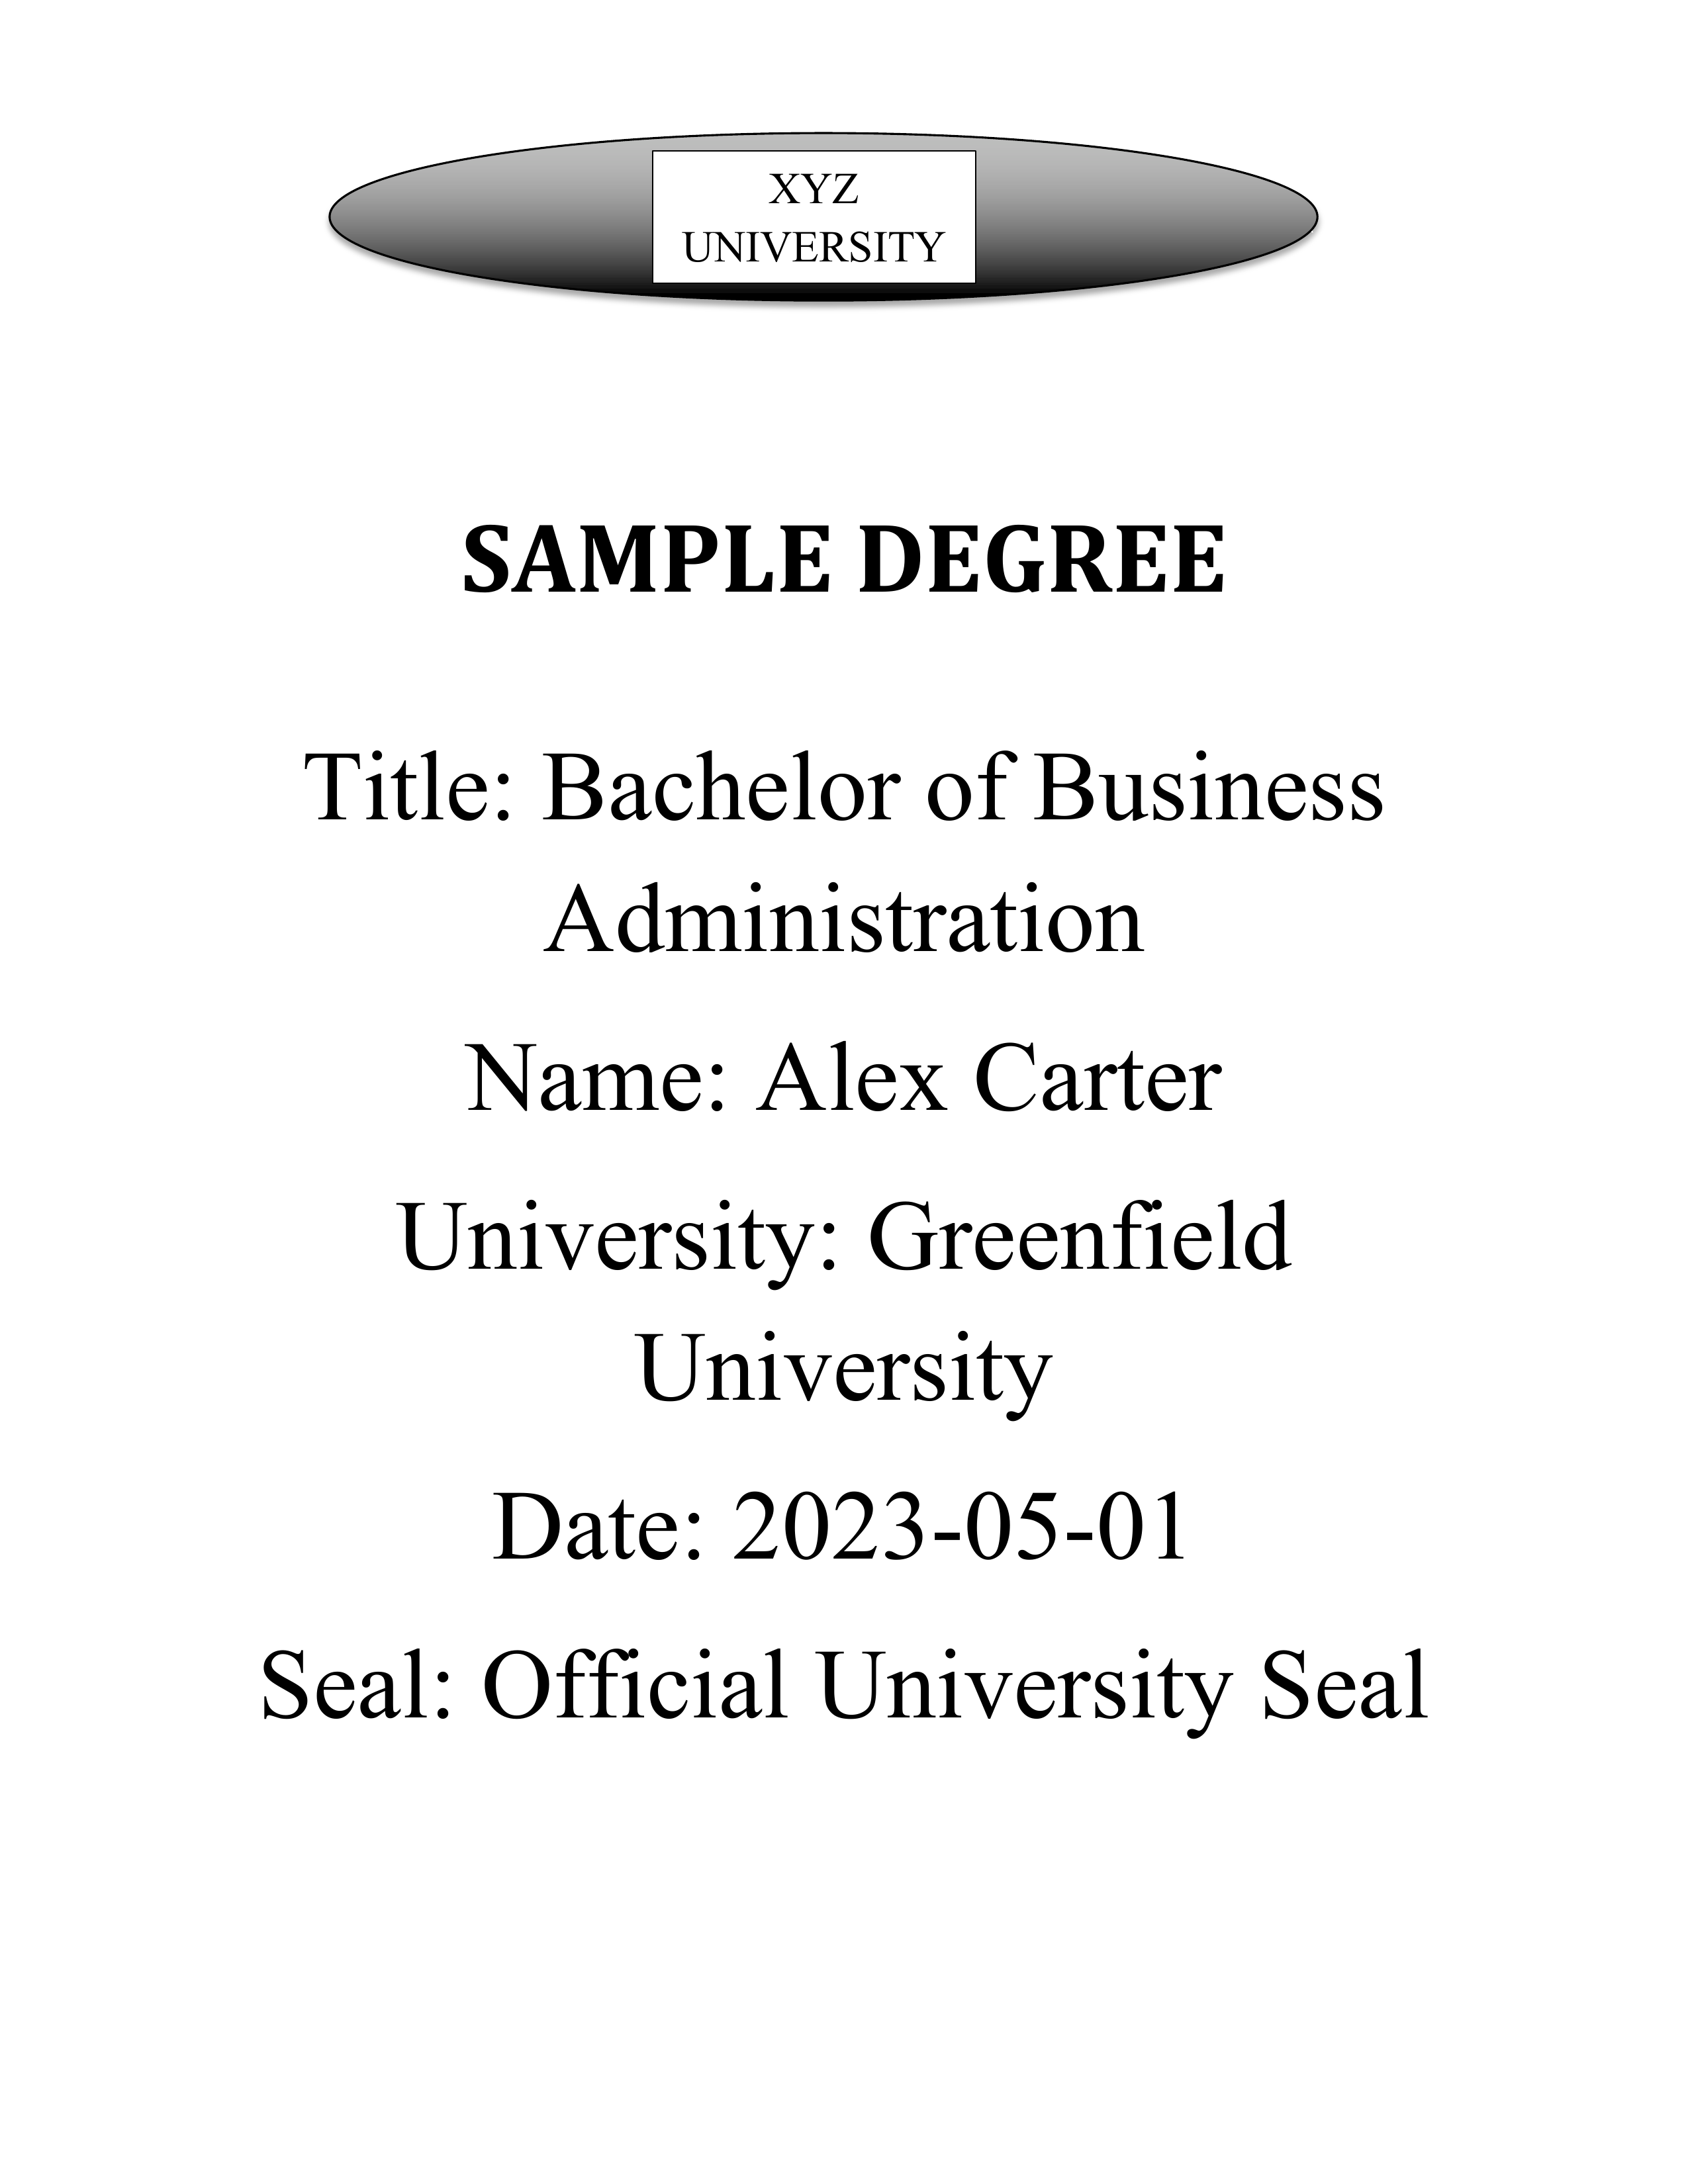 XYZ
UNIVERSITY
SAMPLE DEGREE
Title: Bachelor of Business
Administration
Name: Alex Carter
University: Greenfield
University
Date: 2023-05-01
Seal: Official University Seal